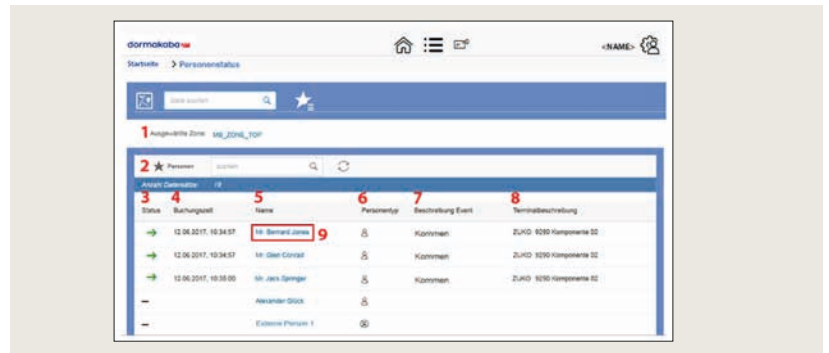 dormakaba
<NAME>
Startseite > Personenstatus
Zone suchen
1 Ausgewählte Zone: MB_ZONE_TOP
2 Personen suchen
Anzahl Datensätze: 19
3 4 5 6 7 8
Status Buchungszeit Name Personentyp Beschreibung Event Terminalbeschreibung
12.06.2017, 10:34:57 Mr. Bernard Jones 9 Kommen ZUKO 9290 Komponente 02
12.06.2017, 10:34:57 Mr. Glen Conrad Kommen ZUKO 9290 Komponente 02
12.06.2017, 10:35:00 Mr. Jack Springer Kommen ZUKO 9290 Komponente 02
– Alexander Glück
– Externe Person 1